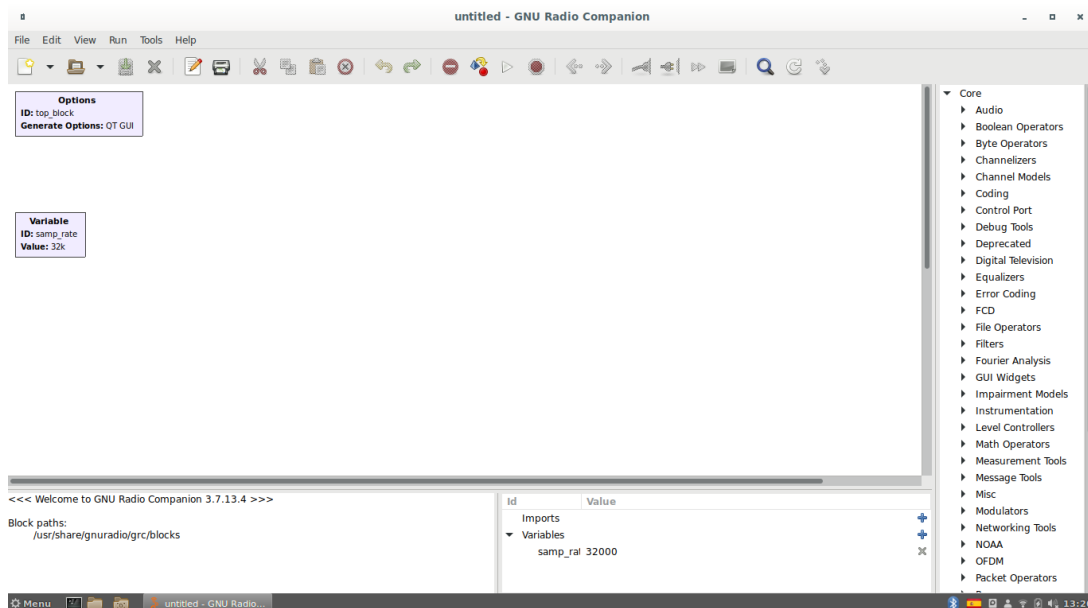 untitled - GNU Radio Companion
File Edit View Run Tools Help
Options
ID: top_block
Generate Options: QT GUI
Variable
ID: samp_rate
Value: 32k
Core
Audio
Boolean Operators
Byte Operators
Channelizers
Channel Models
Coding
Control Port
Debug Tools
Deprecated
Digital Television
Equalizers
Error Coding
FCD
File Operators
Filters
Fourier Analysis
GUI Widgets
Impairment Models
Instrumentation
Level Controllers
Math Operators
Measurement Tools
Message Tools
Misc
Modulators
Networking Tools
NOAA
OFDM
Packet Operators
<<< Welcome to GNU Radio Companion 3.7.13.4 >>>
Block paths:
/usr/share/gnuradio/grc/blocks
Id Value
Imports
Variables
samp_rat 32000
Menu untitled - GNU Radio... 13:20